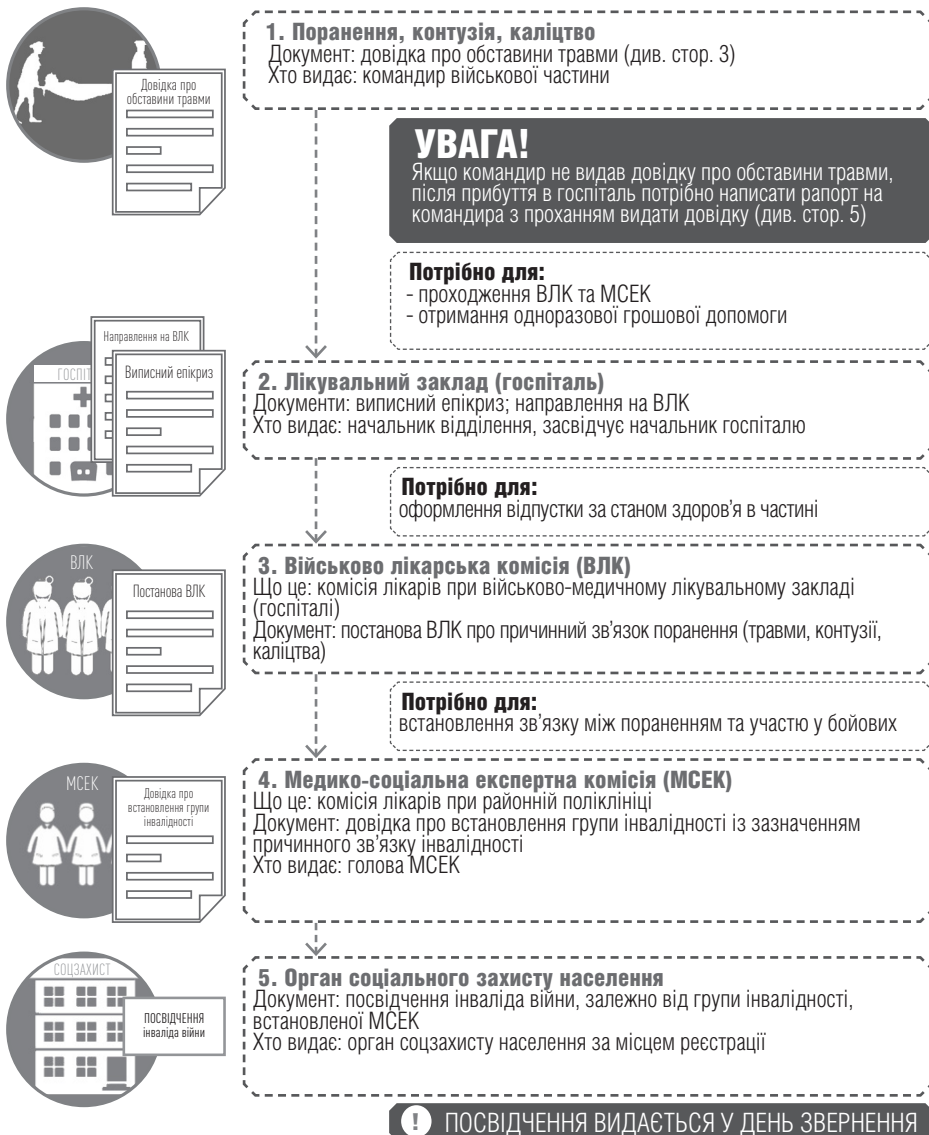 Довідка про
обставини травми
1. Поранення, контузія, каліцтво
Документ: довідка про обставини травми (див. стор. 3)
Хто видає: командир військової частини
УВАГА!
Якщо командир не видав довідку про обставини травми,
після прибуття в госпіталь потрібно написати рапорт на
командира з проханням видати довідку (див. стор. 5)
Потрібно для:
- проходження ВЛК та МСЕК
- отримання одноразової грошової допомоги
Направлення на ВЛК
Виписний епікриз
ГОСПІТ
2. Лікувальний заклад (госпіталь)
Документи: виписний епікриз; направлення на ВЛК
Хто видає: начальник відділення, засвідчує начальник госпіталю
Потрібно для:
оформлення відпустки за станом здоров'я в частині
ВЛК
Постанова ВЛК
3. Військово лікарська комісія (ВЛК)
Що це: комісія лікарів при військово-медичному лікувальному закладі
(госпіталі)
Документ: постанова ВЛК про причинний зв'язок поранення (травми, контузії,
каліцтва)
Потрібно для:
встановлення зв'язку між пораненням та участю у бойових
МСЕК
Довідка про
встановлення групи
інвалідності
4. Медико-соціальна експертна комісія (МСЕК)
Що це: комісія лікарів при районній поліклініці
Документ: довідка про встановлення групи інвалідності із зазначенням
причинного зв'язку інвалідності
Хто видає: голова МСЕК
СОЦЗАХИСТ
ПОСВІДЧЕННЯ
інваліда війни
5. Орган соціального захисту населення
Документ: посвідчення інваліда війни, залежно від групи інвалідності,
встановленої МСЕК
Хто видає: орган соцзахисту населення за місцем реєстрації
! ПОСВІДЧЕННЯ ВИДАЄТЬСЯ У ДЕНЬ ЗВЕРНЕННЯ